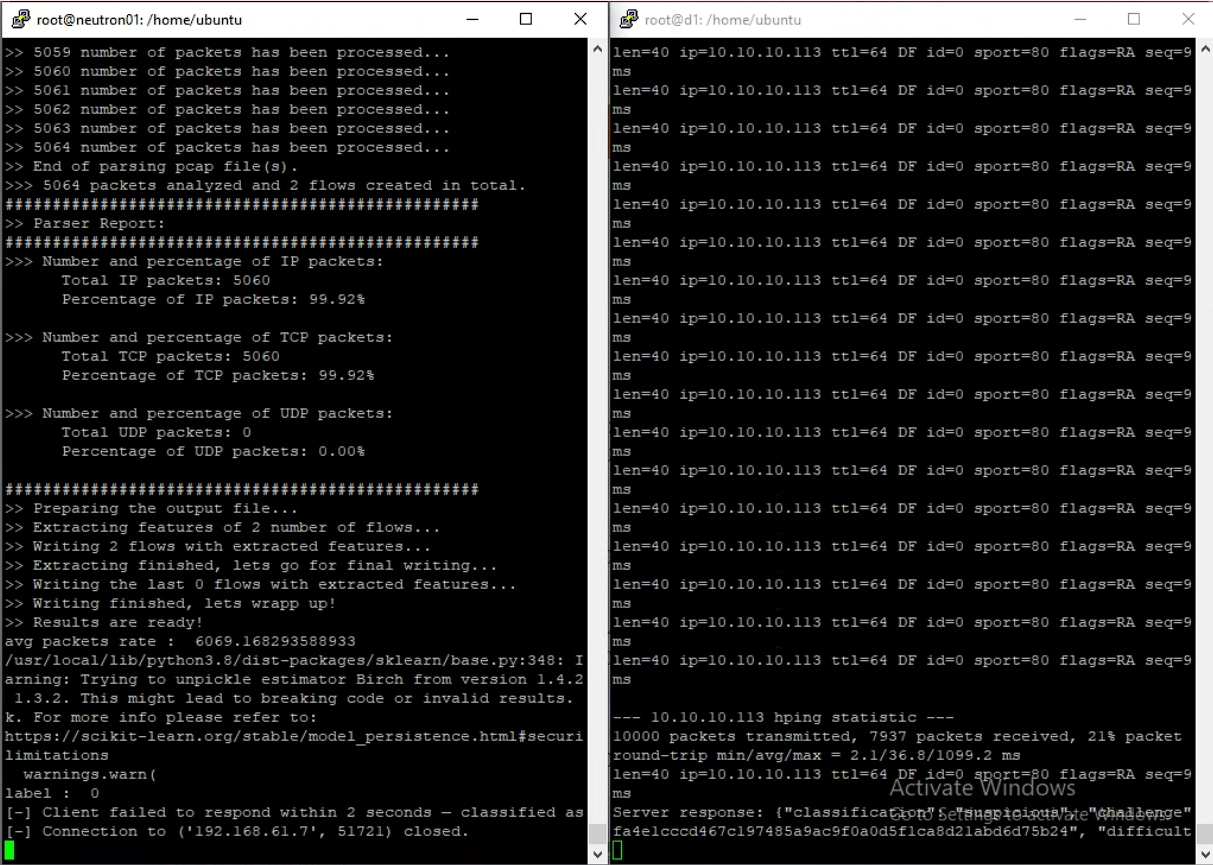 root@neutron01: /home/ubuntu
>> 5059 number of packets has been processed...
>> 5060 number of packets has been processed...
>> 5061 number of packets has been processed...
>> 5062 number of packets has been processed...
>> 5063 number of packets has been processed...
>> 5064 number of packets has been processed...
>> End of parsing pcap file(s).
>>> 5064 packets analyzed and 2 flows created in total.
##################################################
>> Parser Report:
##################################################
>>> Number and percentage of IP packets:
Total IP packets: 5060
Percentage of IP packets: 99.92%
>>> Number and percentage of TCP packets:
Total TCP packets: 5060
Percentage of TCP packets: 99.92%
>>> Number and percentage of UDP packets:
Total UDP packets: 0
Percentage of UDP packets: 0.00%
##################################################
>> Preparing the output file...
>> Extracting features of 2 number of flows...
>> Writing 2 flows with extracted features...
>> Extracting finished, lets go for final writing...
>> Writing the last 0 flows with extracted features...
>> Writing finished, lets wrapp up!
>> Results are ready!
avg packets rate :  6069.168293588933
/usr/local/lib/python3.8/dist-packages/sklearn/base.py:348: I
arning: Trying to unpickle estimator Birch from version 1.4.2
1.3.2. This might lead to breaking code or invalid results.
k. For more info please refer to:
https://scikit-learn.org/stable/model_persistence.html#securi
limitations
warnings.warn(
label :  0
[-] Client failed to respond within 2 seconds – classified as
[-] Connection to ('192.168.61.7', 51721) closed.
root@d1: /home/ubuntu
len=40 ip=10.10.10.113 ttl=64 DF id=0 sport=80 flags=RA seq=9
ms
len=40 ip=10.10.10.113 ttl=64 DF id=0 sport=80 flags=RA seq=9
ms
len=40 ip=10.10.10.113 ttl=64 DF id=0 sport=80 flags=RA seq=9
ms
len=40 ip=10.10.10.113 ttl=64 DF id=0 sport=80 flags=RA seq=9
ms
len=40 ip=10.10.10.113 ttl=64 DF id=0 sport=80 flags=RA seq=9
ms
len=40 ip=10.10.10.113 ttl=64 DF id=0 sport=80 flags=RA seq=9
ms
len=40 ip=10.10.10.113 ttl=64 DF id=0 sport=80 flags=RA seq=9
ms
len=40 ip=10.10.10.113 ttl=64 DF id=0 sport=80 flags=RA seq=9
ms
len=40 ip=10.10.10.113 ttl=64 DF id=0 sport=80 flags=RA seq=9
ms
len=40 ip=10.10.10.113 ttl=64 DF id=0 sport=80 flags=RA seq=9
ms
len=40 ip=10.10.10.113 ttl=64 DF id=0 sport=80 flags=RA seq=9
ms
len=40 ip=10.10.10.113 ttl=64 DF id=0 sport=80 flags=RA seq=9
ms
len=40 ip=10.10.10.113 ttl=64 DF id=0 sport=80 flags=RA seq=9
ms
len=40 ip=10.10.10.113 ttl=64 DF id=0 sport=80 flags=RA seq=9
ms
len=40 ip=10.10.10.113 ttl=64 DF id=0 sport=80 flags=RA seq=9
ms
len=40 ip=10.10.10.113 ttl=64 DF id=0 sport=80 flags=RA seq=9
ms
len=40 ip=10.10.10.113 ttl=64 DF id=0 sport=80 flags=RA seq=9
ms
--- 10.10.10.113 hping statistic ---
10000 packets transmitted, 7937 packets received, 21% packet
round-trip min/avg/max = 2.1/36.8/1099.2 ms
len=40 ip=10.10.10.113 ttl=64 DF id=0 sport=80 flags=RA seq=9
ms
Activate Windows
Server response: {"classification": "suspicious", "challenge"
Go to Settings to activate Windows.
fa4e1cccd467c197485a9ac9f0a0d5f1ca8d21abd6d75b24", "difficult